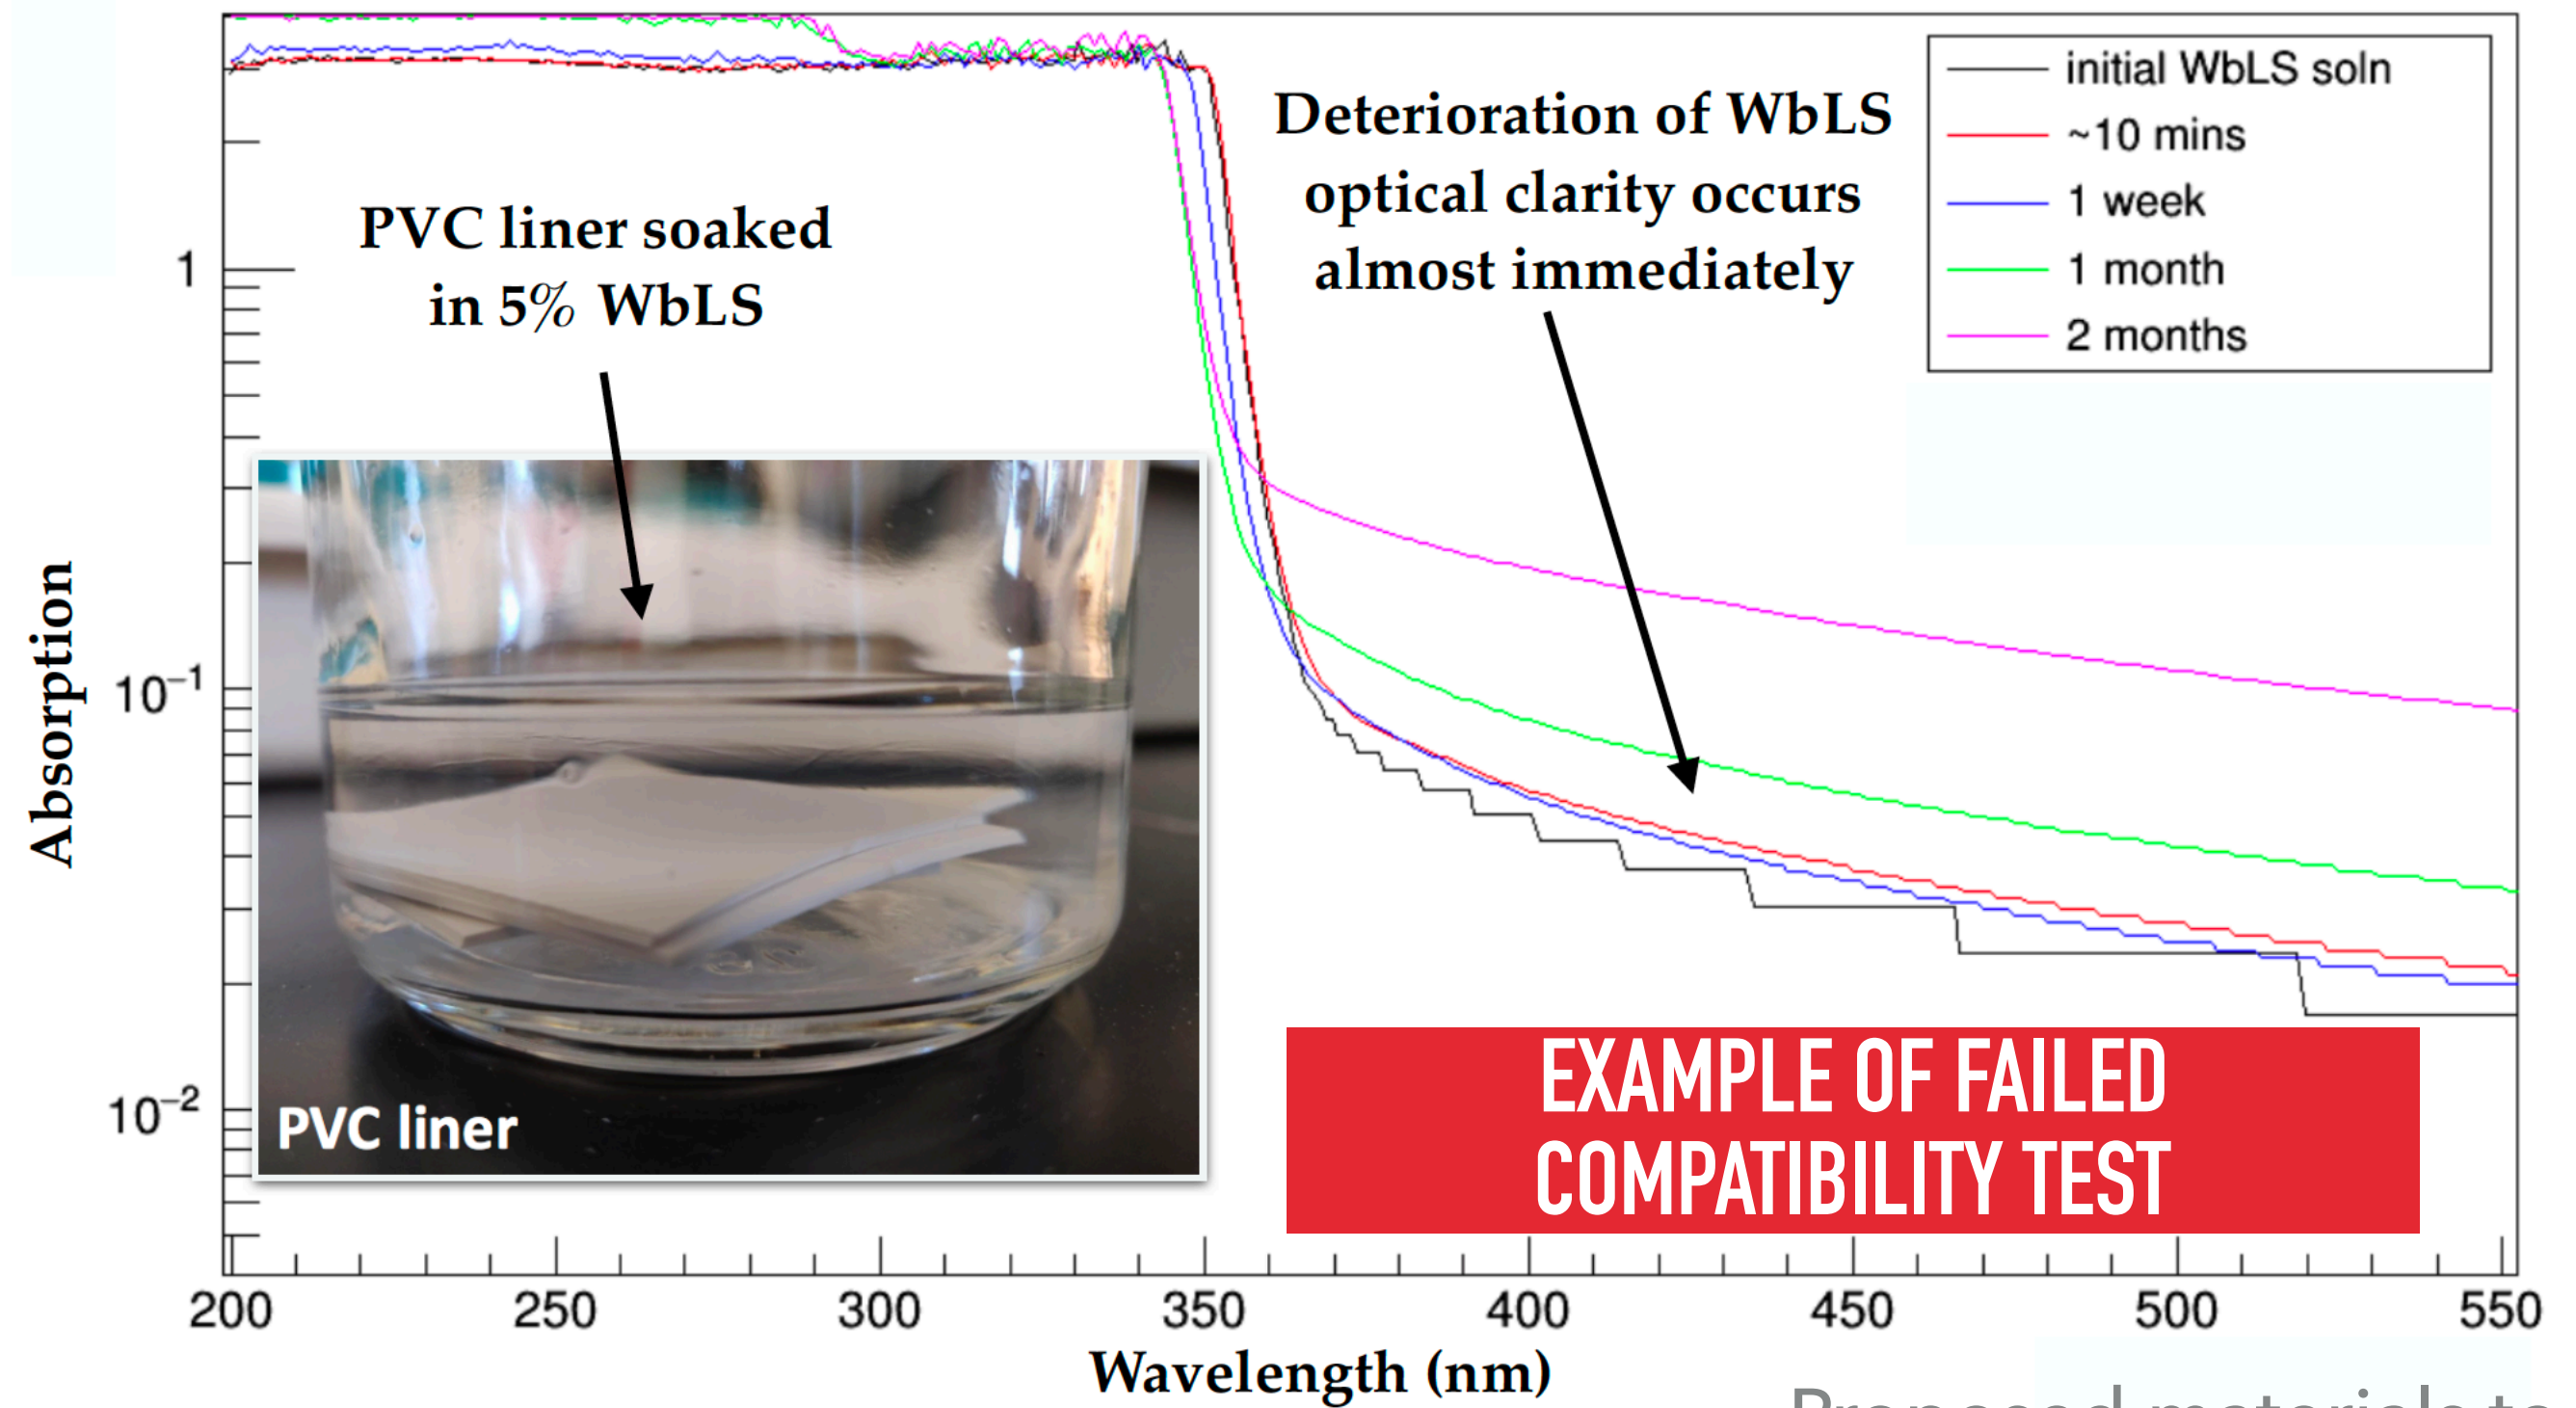 initial WbLS soln
~10 mins
1 week
1 month
2 months
Deterioration of WbLS
optical clarity occurs
almost immediately
PVC liner soaked
in 5% WbLS
1
10⁻¹
10⁻²
Absorption
PVC liner
EXAMPLE OF FAILED
COMPATIBILITY TEST
200 250 300 350 400 450 500 550
Wavelength (nm)